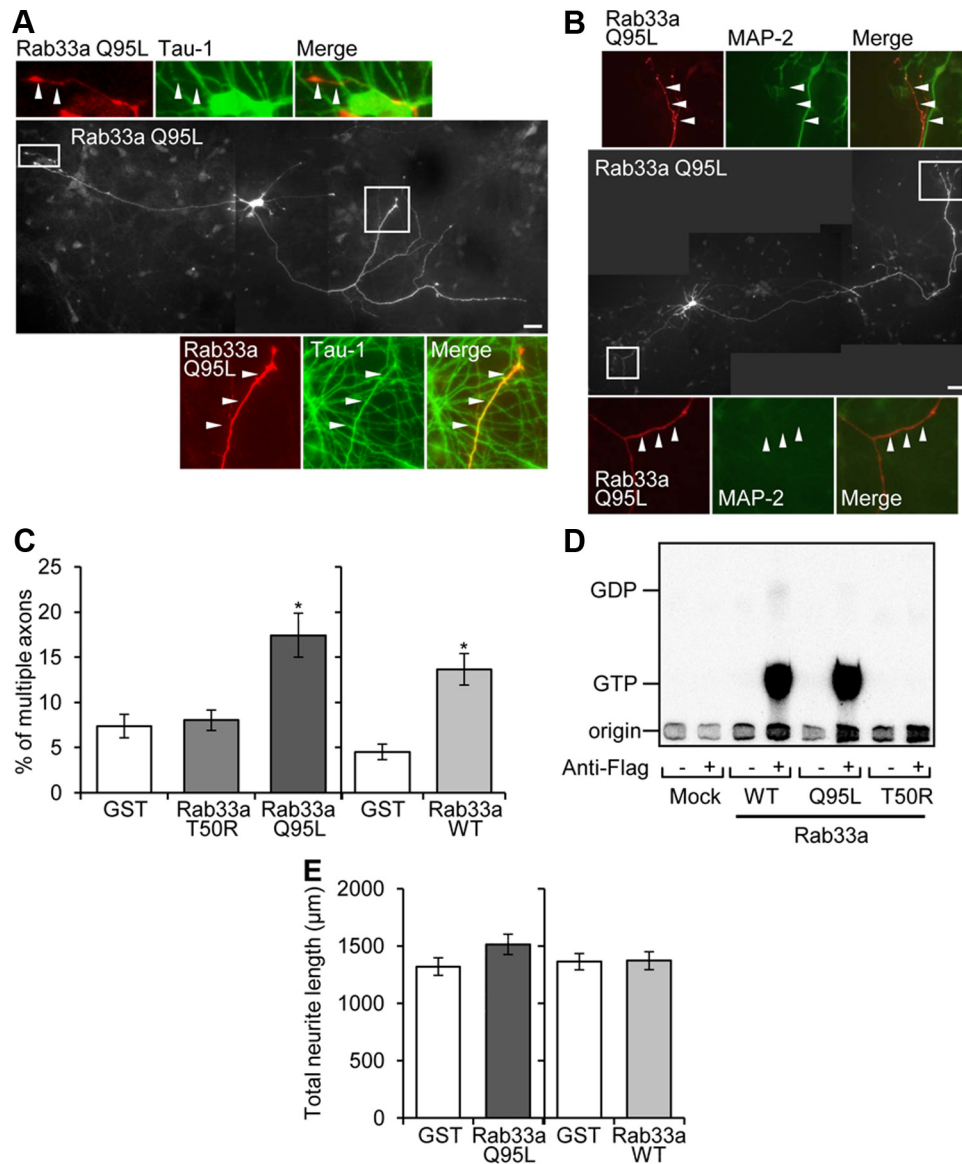 A
Rab33a Q95L Tau-1 Merge
Rab33a Q95L
Rab33a
Q95L
Tau-1
Merge
B
Rab33a
Q95L
MAP-2
Merge
Rab33a Q95L
Rab33a
Q95L
MAP-2
Merge
C
% of multiple axons
25
20
15
10
5
0
*
*
GST
Rab33a
T50R
Rab33a
Q95L
GST
Rab33a
WT
D
GDP
GTP
origin
Anti-Flag - + - + - + - +
Mock WT Q95L T50R
Rab33a
E
Total neurite length (μm)
2000
1500
1000
500
0
GST
Rab33a
Q95L
GST
Rab33a
WT